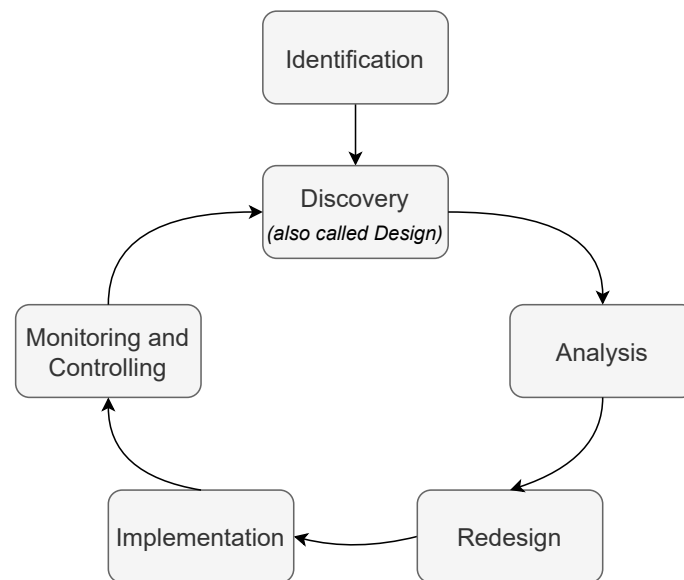 Identification
Discovery
(also called Design)
Monitoring and
Controlling
Analysis
Implementation
Redesign